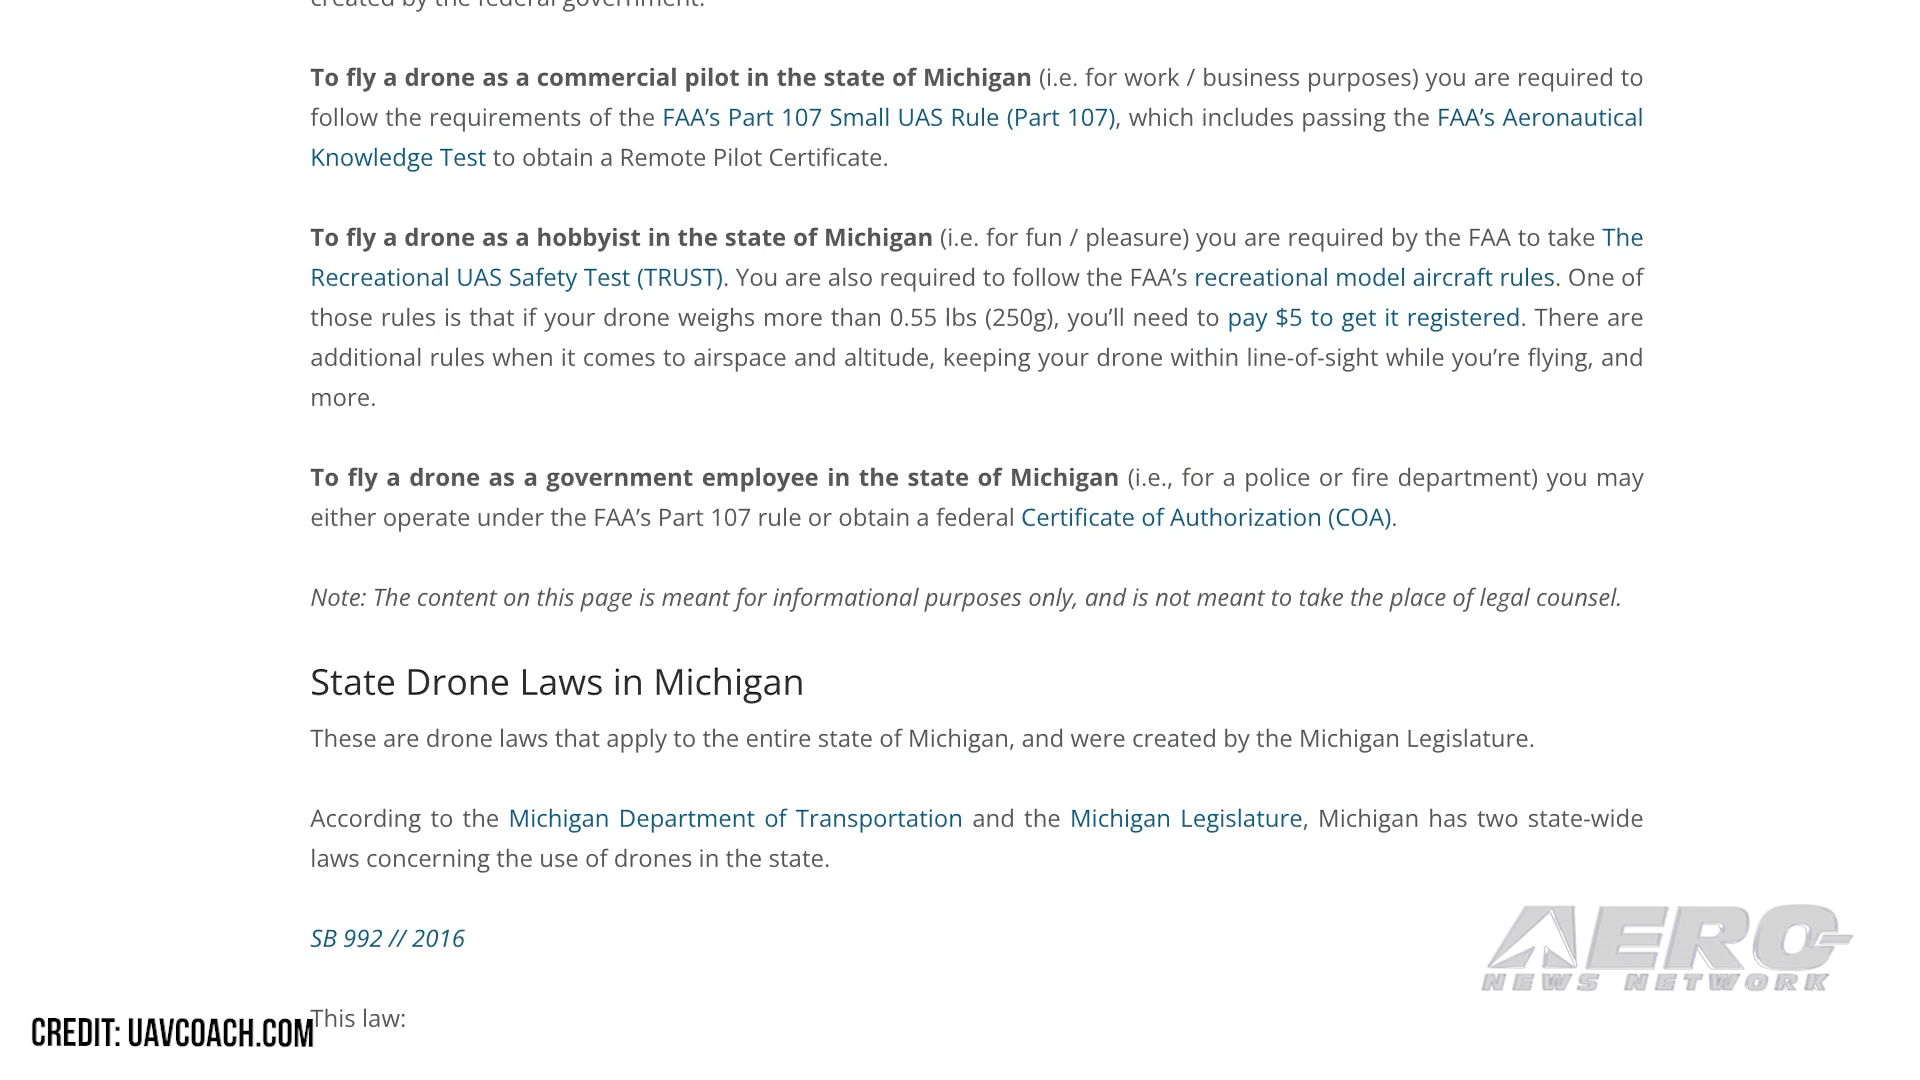 created by the federal government.
To fly a drone as a commercial pilot in the state of Michigan (i.e. for work / business purposes) you are required to
follow the requirements of the FAA’s Part 107 Small UAS Rule (Part 107), which includes passing the FAA’s Aeronautical
Knowledge Test to obtain a Remote Pilot Certificate.
To fly a drone as a hobbyist in the state of Michigan (i.e. for fun / pleasure) you are required by the FAA to take The
Recreational UAS Safety Test (TRUST). You are also required to follow the FAA’s recreational model aircraft rules. One of
those rules is that if your drone weighs more than 0.55 lbs (250g), you’ll need to pay $5 to get it registered. There are
additional rules when it comes to airspace and altitude, keeping your drone within line-of-sight while you’re flying, and
more.
To fly a drone as a government employee in the state of Michigan (i.e., for a police or fire department) you may
either operate under the FAA’s Part 107 rule or obtain a federal Certificate of Authorization (COA).
Note: The content on this page is meant for informational purposes only, and is not meant to take the place of legal counsel.
State Drone Laws in Michigan
These are drone laws that apply to the entire state of Michigan, and were created by the Michigan Legislature.
According to the Michigan Department of Transportation and the Michigan Legislature, Michigan has two state-wide
laws concerning the use of drones in the state.
SB 992 // 2016
This law:
CREDIT: UAVCOACH.COM
AERO
NEWS NETWORK